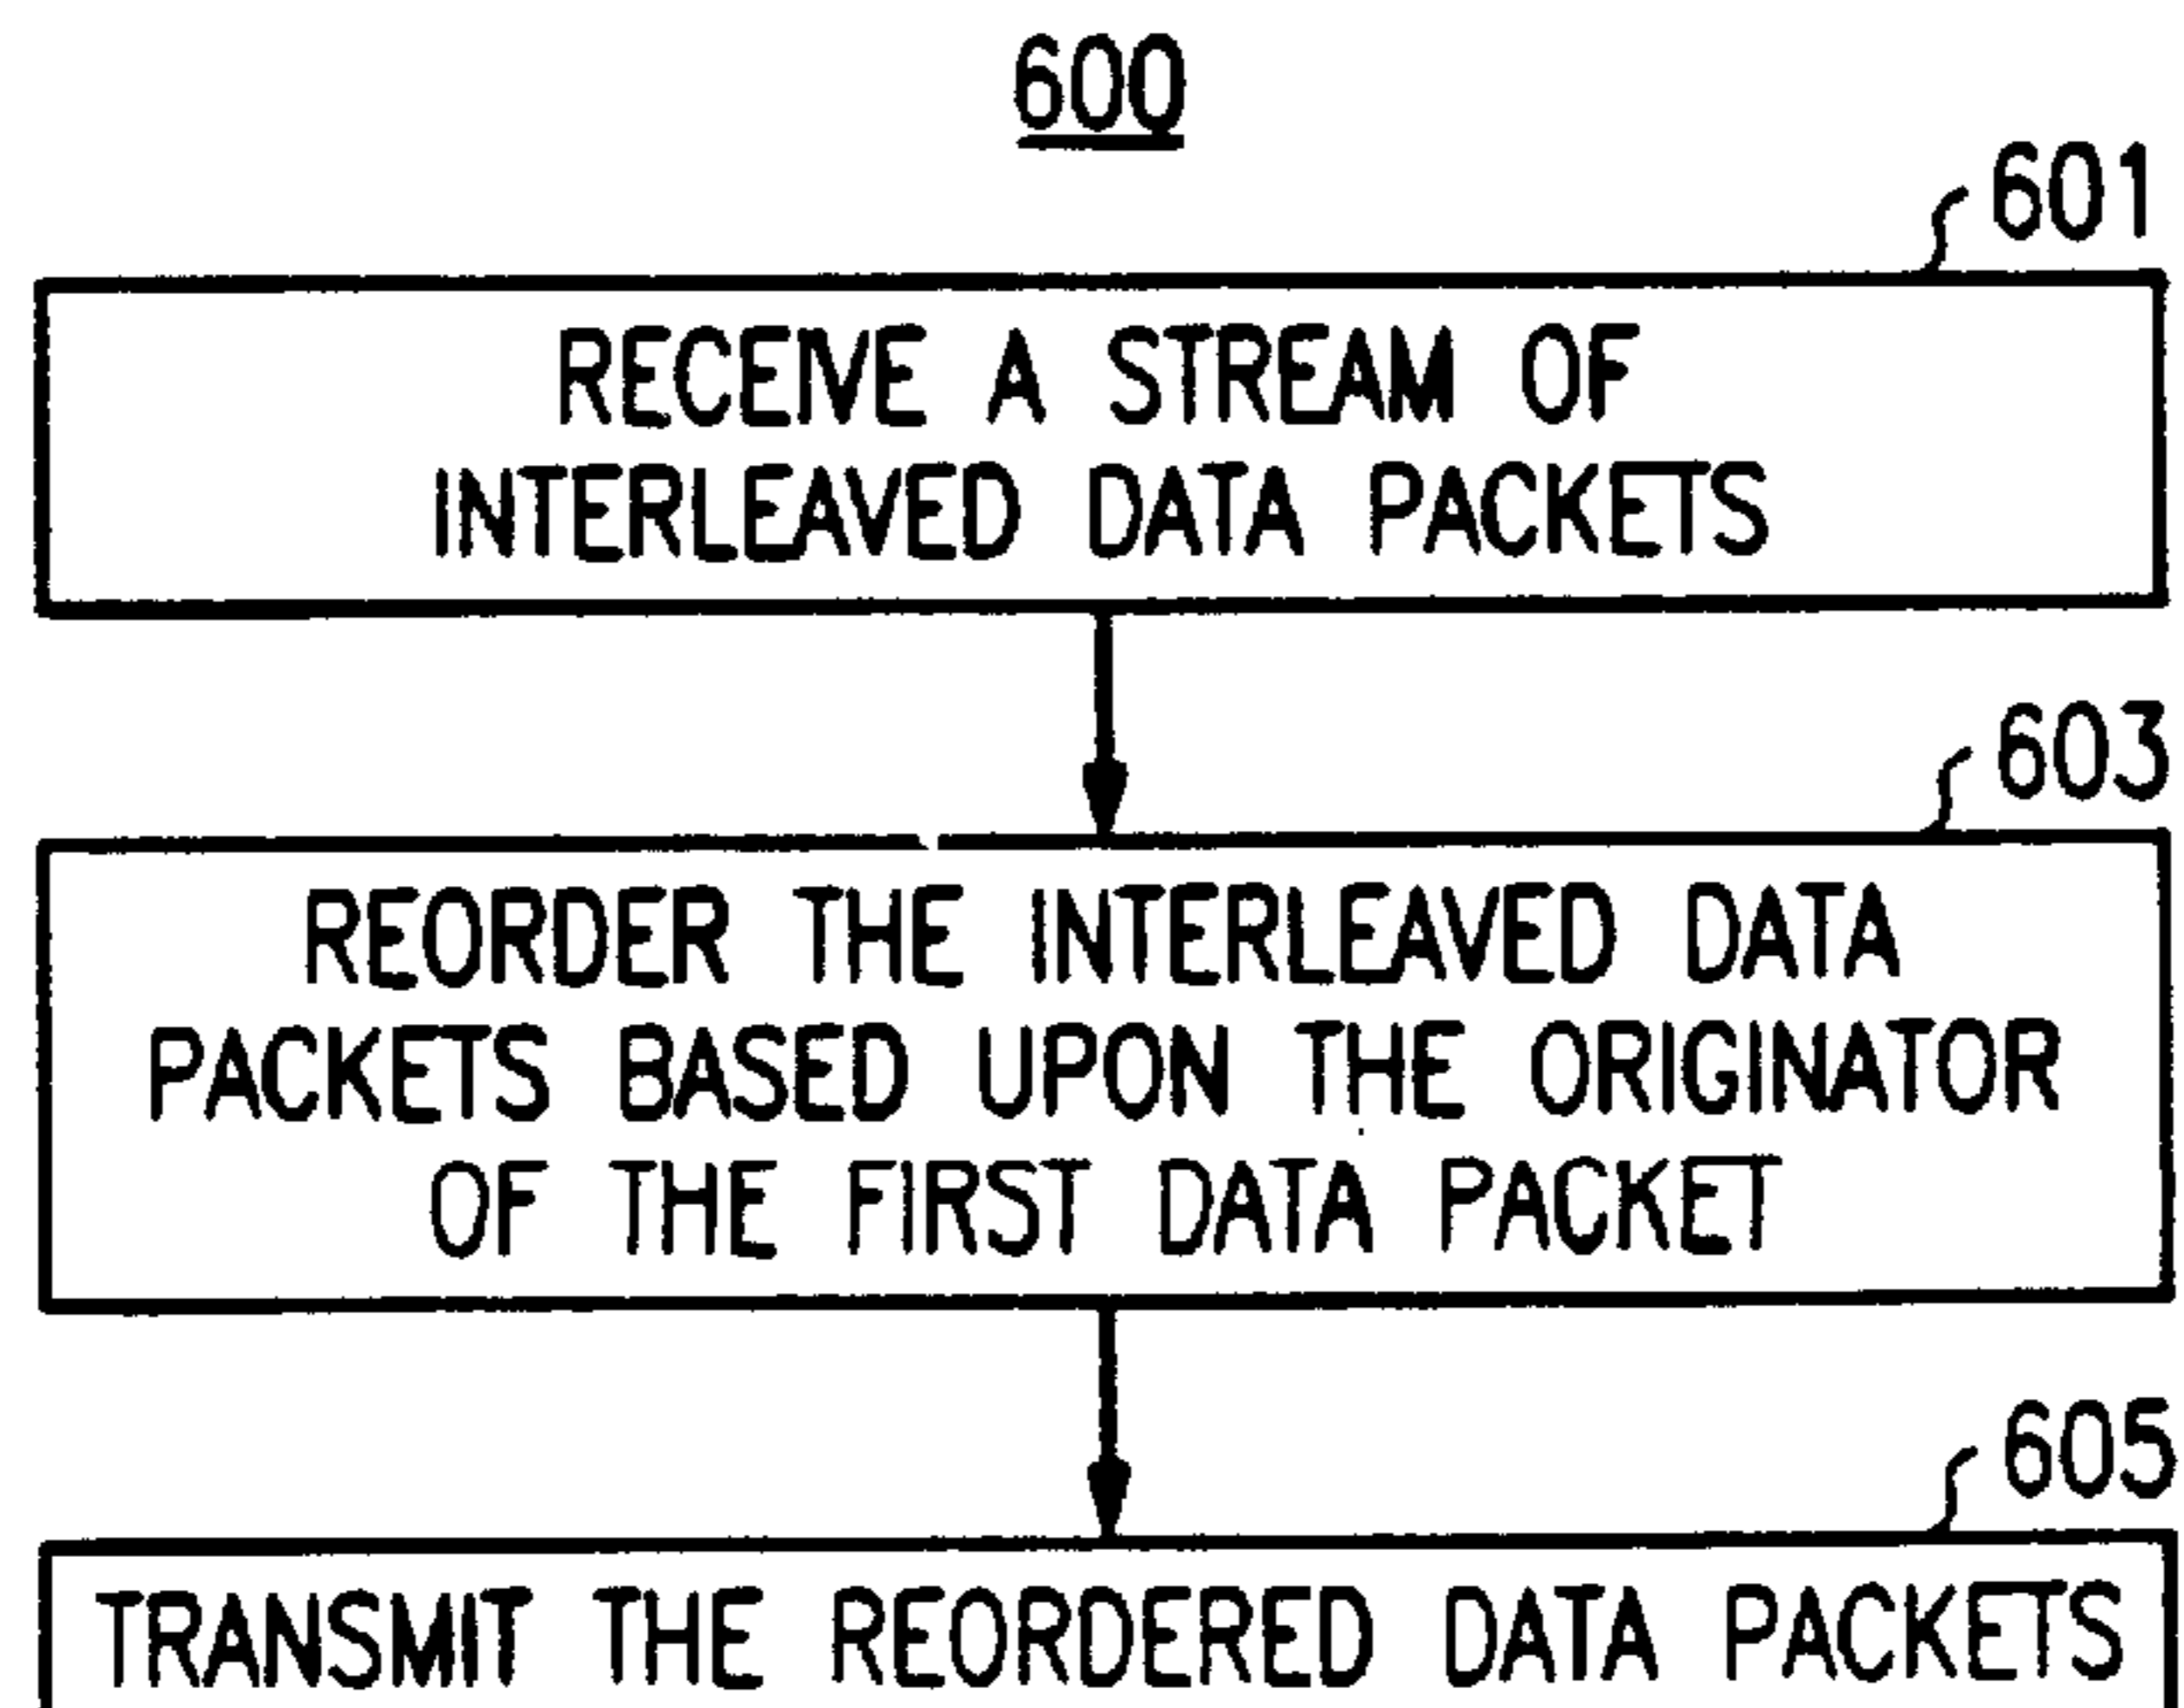 600
601
RECEIVE A STREAM OF
INTERLEAVED DATA PACKETS
603
REORDER THE INTERLEAVED DATA
PACKETS BASED UPON THE ORIGINATOR
OF THE FIRST DATA PACKET
605
TRANSMIT THE REORDERED DATA PACKETS